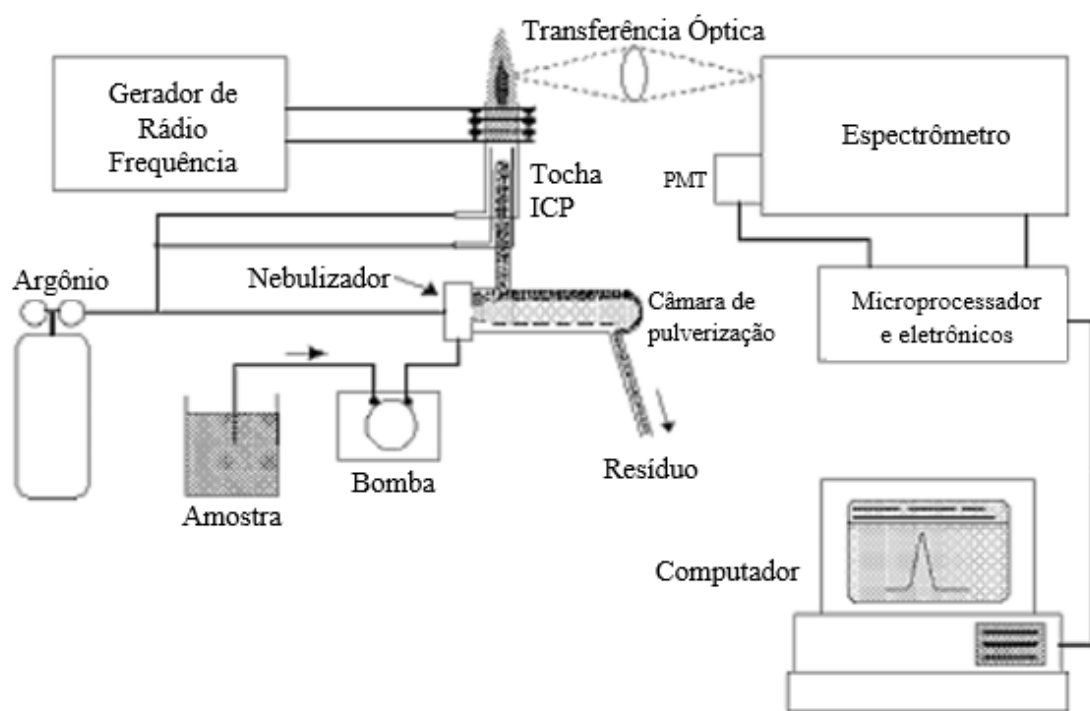 Transferência Óptica
Gerador de
Rádio
Frequência
Espectrômetro
PMT
Tocha
ICP
Argônio
Nebulizador
Câmara de
pulverização
Microprocessador
e eletrônicos
Amostra
Bomba
Resíduo
Computador